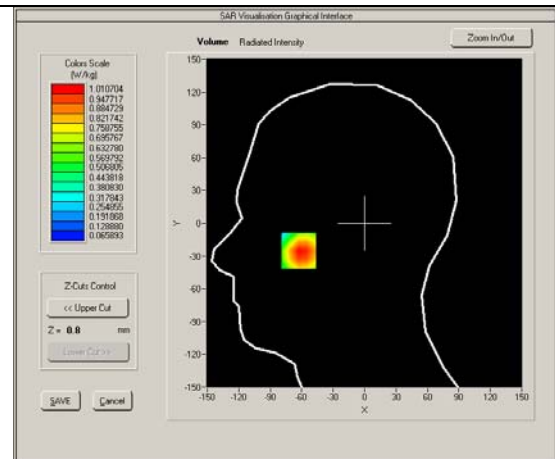 SAR Visualisation Graphical Interface
Volume Radiated Intensity
Zoom In/Out
Colors Scale
(W/kg)
1.010704
0.947717
0.884729
0.821742
0.758755
0.695767
0.632780
0.569792
0.506805
0.443818
0.380830
0.317843
0.254855
0.191868
0.128880
0.065893
150
120
90
60
30
0
-30
-60
-90
-120
-150
Y
-150 -120 -90 -60 -30 0 30 60 90 120 150
X
Z-Cuts Control
<< Upper Cut
Z = 0.8 mm
Lower Cut >>
SAVE Cancel